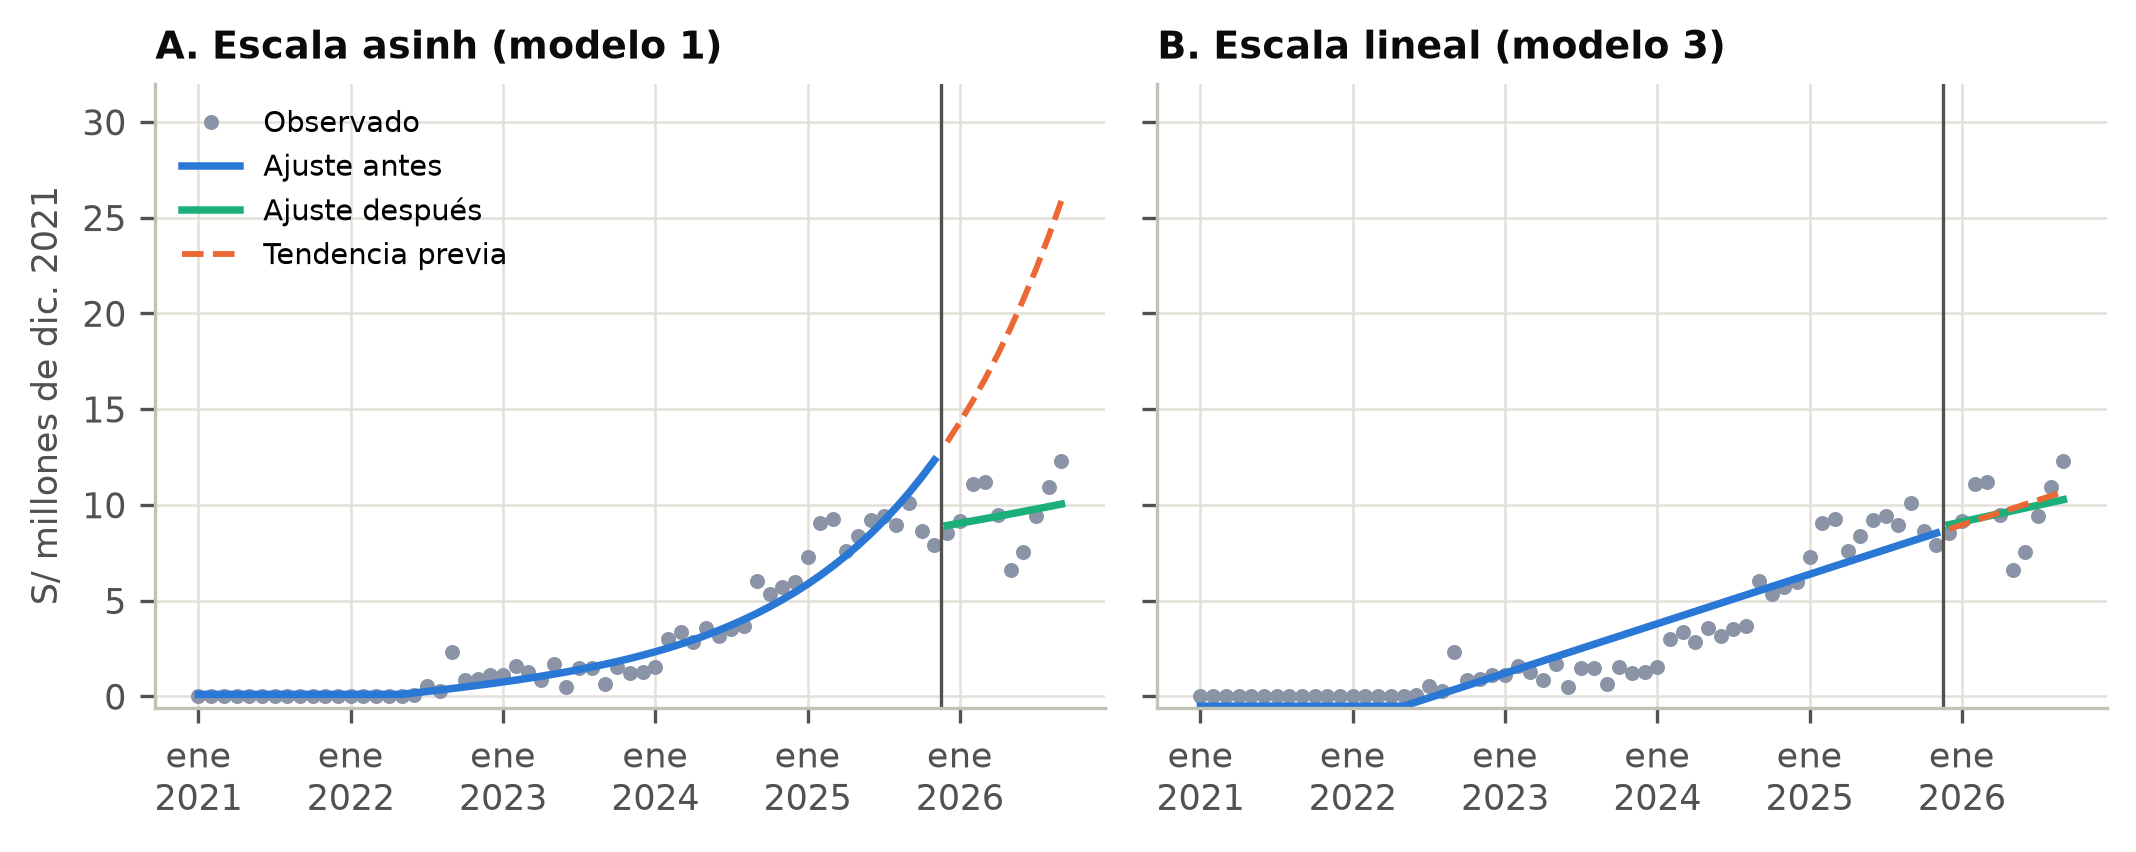 A. Escala asinh (modelo 1)
S/ millones de dic. 2021
30
25
20
15
10
5
0
Observado
Ajuste antes
Ajuste después
Tendencia previa
ene
2021
ene
2022
ene
2023
ene
2024
ene
2025
ene
2026
B. Escala lineal (modelo 3)
ene
2021
ene
2022
ene
2023
ene
2024
ene
2025
ene
2026